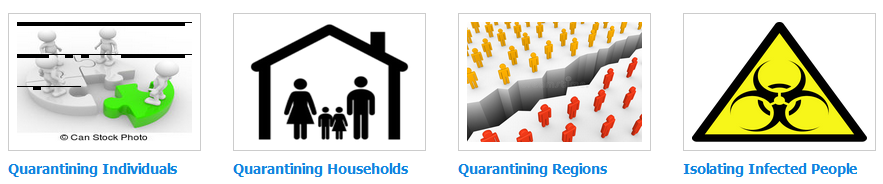 © Can Stock Photo
Quarantining Individuals
Quarantining Households
Quarantining Regions
Isolating Infected People